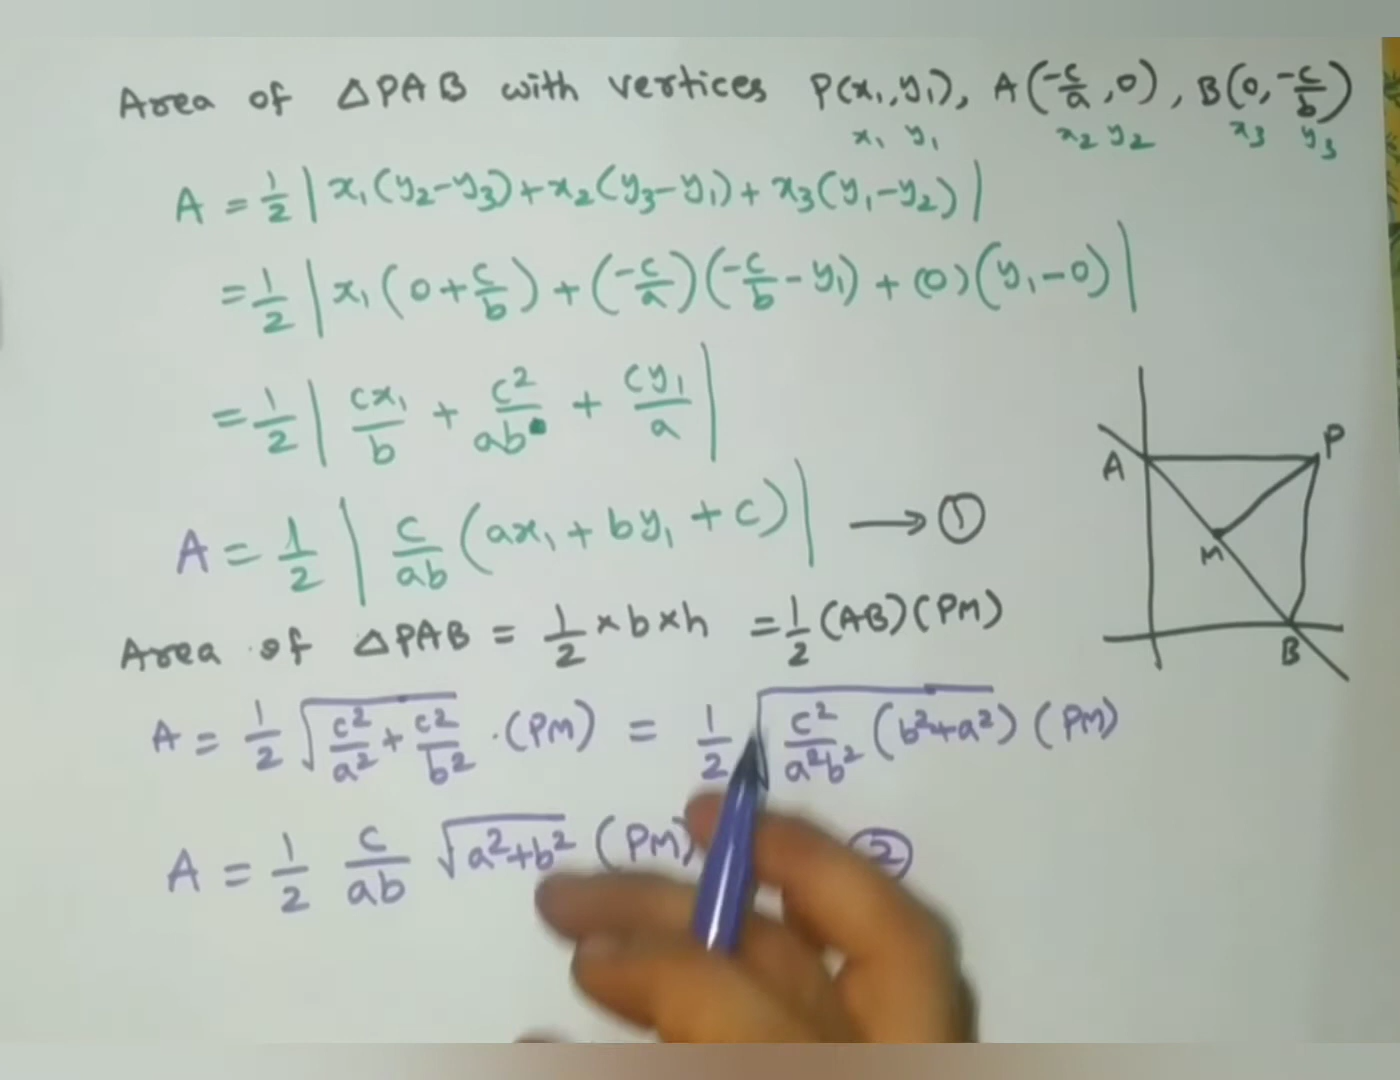 Area of △PAB with vertices P(x₁,y₁), A(-c/a ,0), B(0,-c/b)
x₁ y₁ x₂ y₂ x₃ y₃
A = 1/2 | x₁(y₂-y₃)+x₂(y₃-y₁)+x₃(y₁-y₂) |
= 1/2 | x₁(0+c/b)+(-c/a)(-c/b-y₁)+(0)(y₁-0) |
= 1/2 | cx₁/b + c²/ab + cy₁/a |
A = 1/2 | c/ab (ax₁+by₁+c) | → ①
A
P
M
B
Area of △PAB = 1/2×b×h = 1/2 (AB)(PM)
A = 1/2 √(c²/a²+c²/b²) · (PM) = 1/2 √(c²/a²b² (b²+a²)) (PM)
A = 1/2 c/ab √(a²+b²) (PM) ②